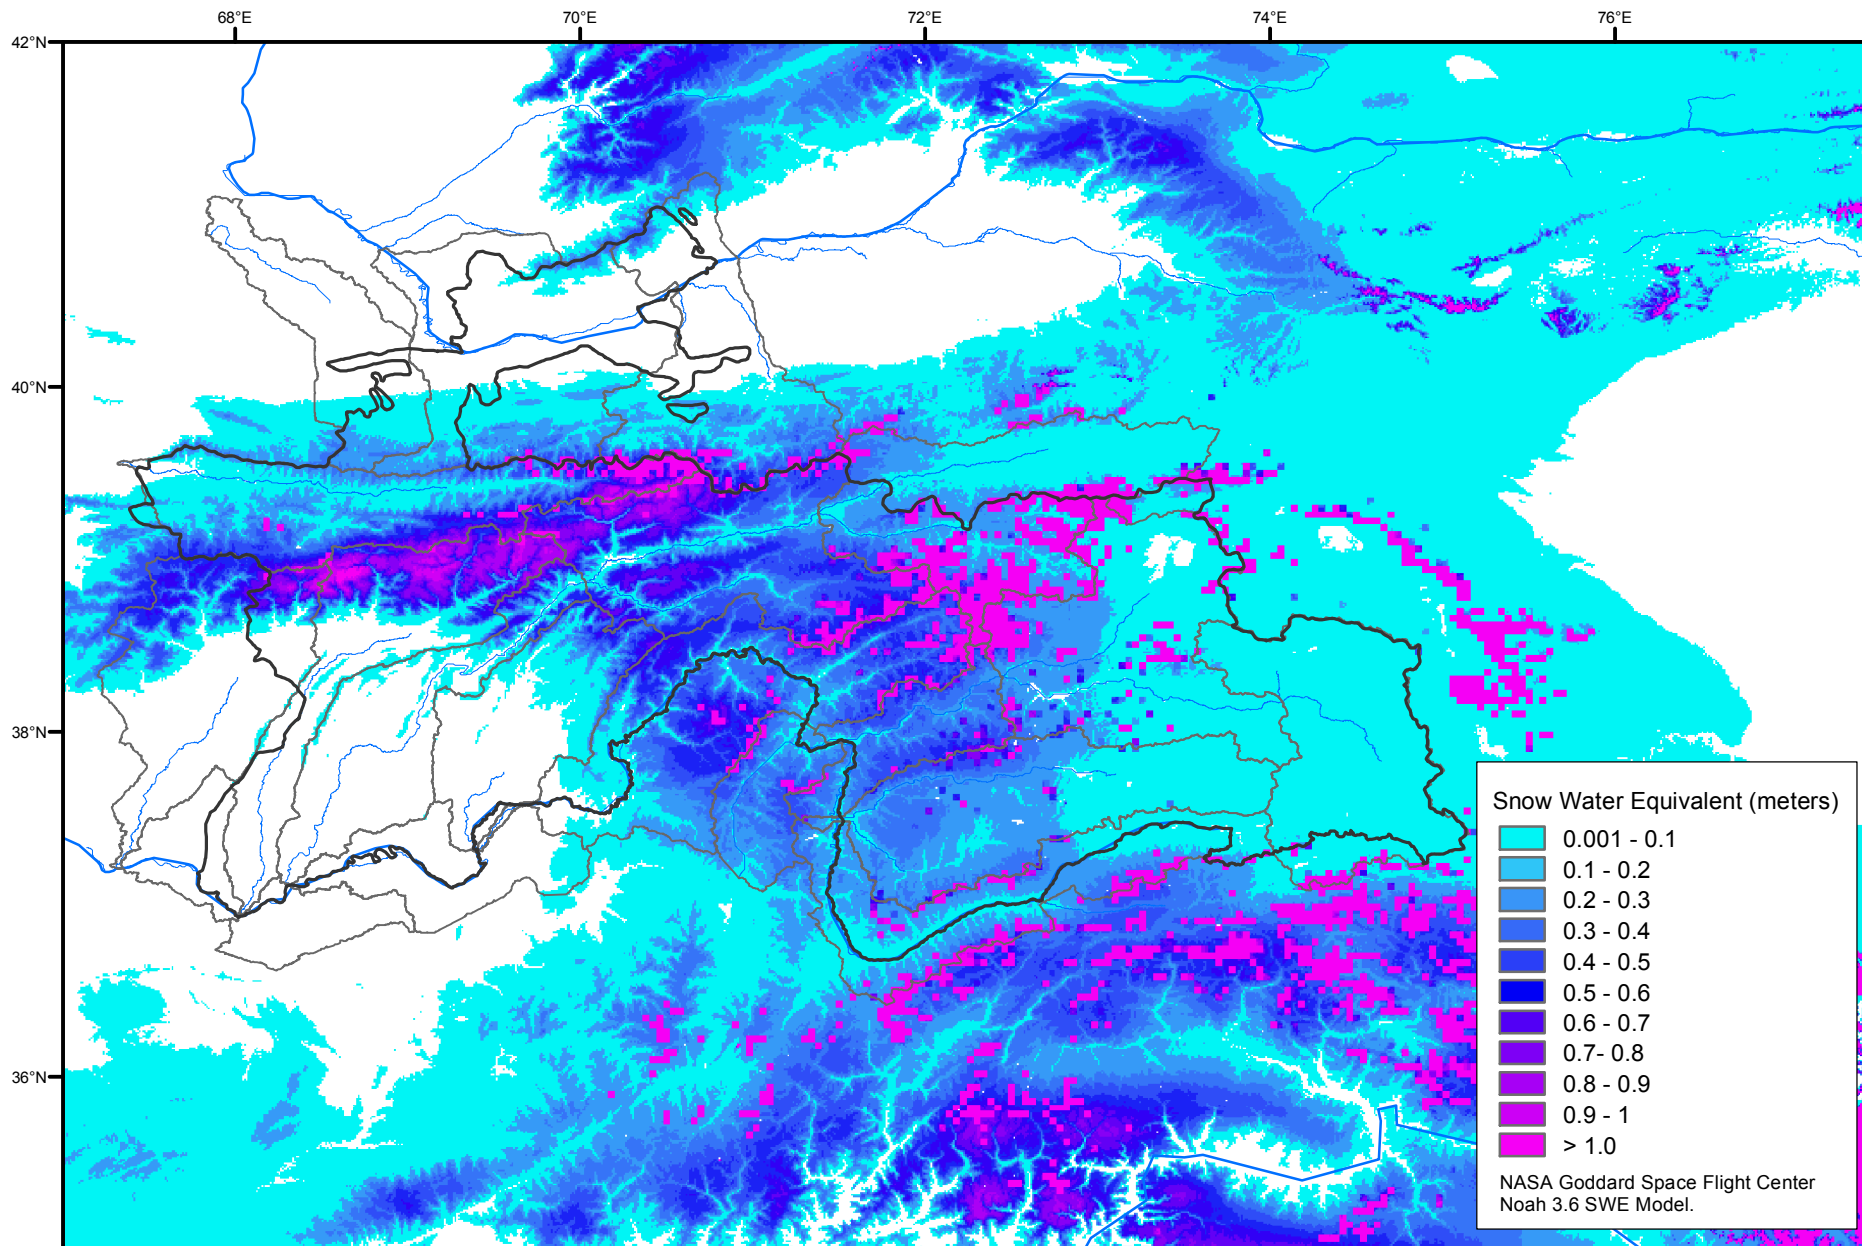 68°E
70°E
72°E
74°E
76°E
42°N
40°N
38°N
36°N
Snow Water Equivalent (meters)
0.001 - 0.1
0.1 - 0.2
0.2 - 0.3
0.3 - 0.4
0.4 - 0.5
0.5 - 0.6
0.6 - 0.7
0.7- 0.8
0.8 - 0.9
0.9 - 1
> 1.0
NASA Goddard Space Flight Center
Noah 3.6 SWE Model.